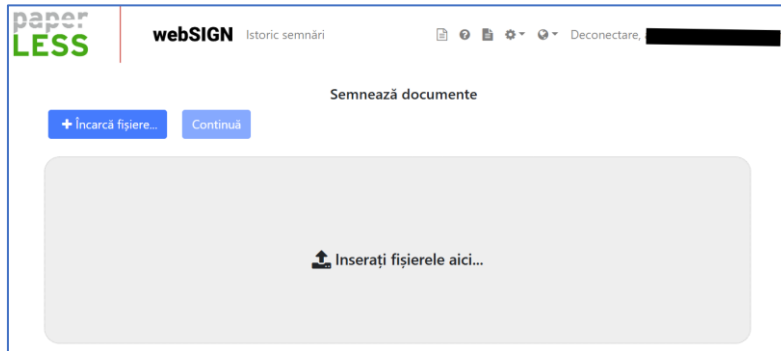 paper
LESS
webSIGN Istoric semnări Deconectare,
Semnează documente
+ Încarcă fișiere... Continuă
Inserați fișierele aici...